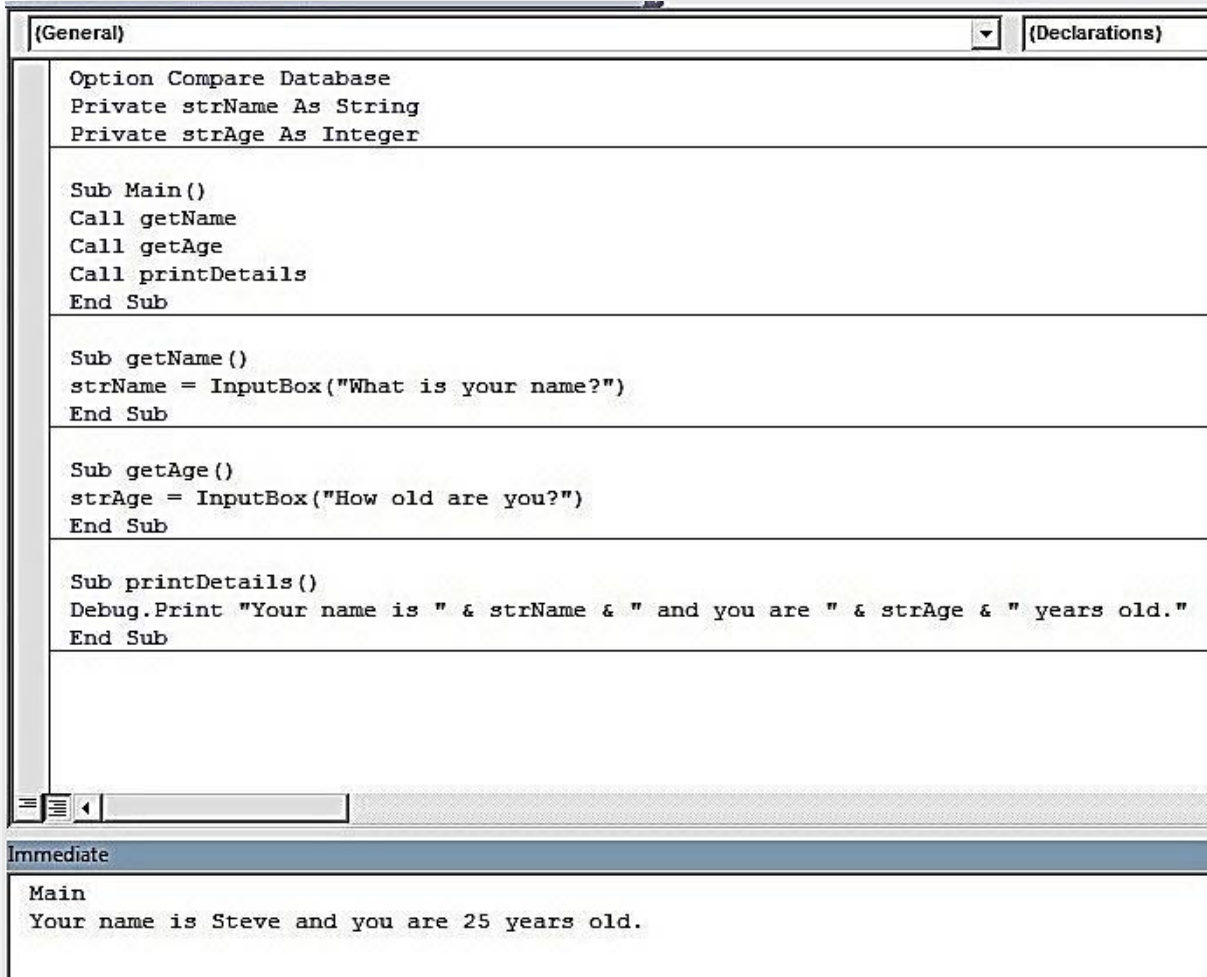 (General) (Declarations)
Option Compare Database
Private strName As String
Private strAge As Integer
Sub Main()
Call getName
Call getAge
Call printDetails
End Sub
Sub getName()
strName = InputBox("What is your name?")
End Sub
Sub getAge()
strAge = InputBox("How old are you?")
End Sub
Sub printDetails()
Debug.Print "Your name is " & strName & " and you are " & strAge & " years old."
End Sub
Immediate
Main
Your name is Steve and you are 25 years old.